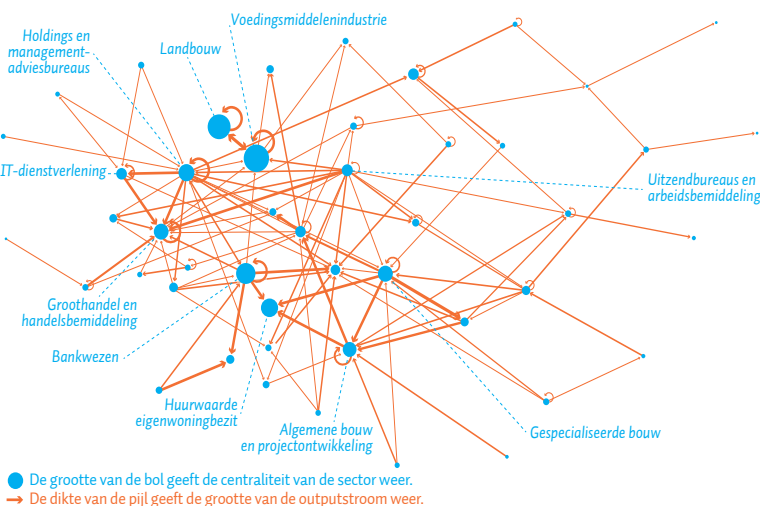 Voedingsmiddelenindustrie
Holdings en
management-
adviesbureaus
Landbouw
IT-dienstverlening
Uitzendbureaus en
arbeidsbemiddeling
Groothandel en
handelsbemiddeling
Bankwezen
Huurwaarde
eigenwoningbezit
Algemene bouw
en projectontwikkeling
Gespecialiseerde bouw
De grootte van de bol geeft de centraliteit van de sector weer.
De dikte van de pijl geeft de grootte van de outputstroom weer.